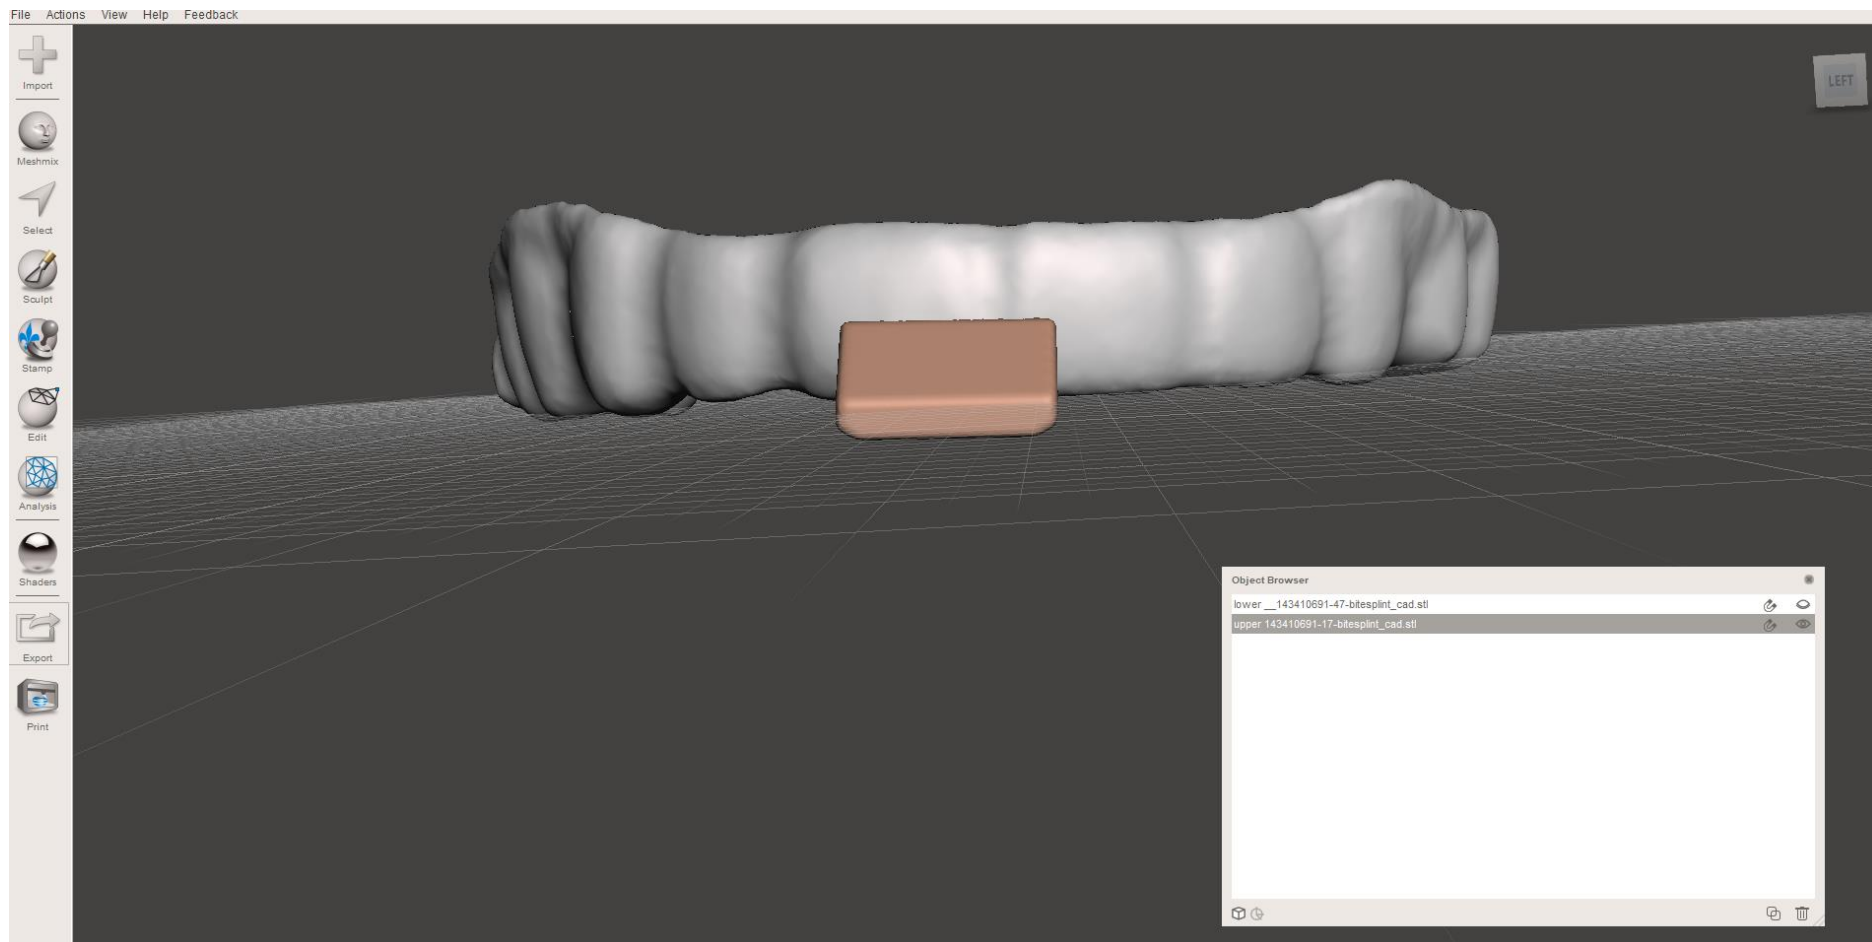 File Actions View Help Feedback
LEFT
Import
Meshmix
Select
Sculpt
Stamp
Edit
Analysis
Shaders
Export
Print
Object Browser
lower __143410691-47-bitesplint_cad.stl
upper 143410691-17-bitesplint_cad.stl